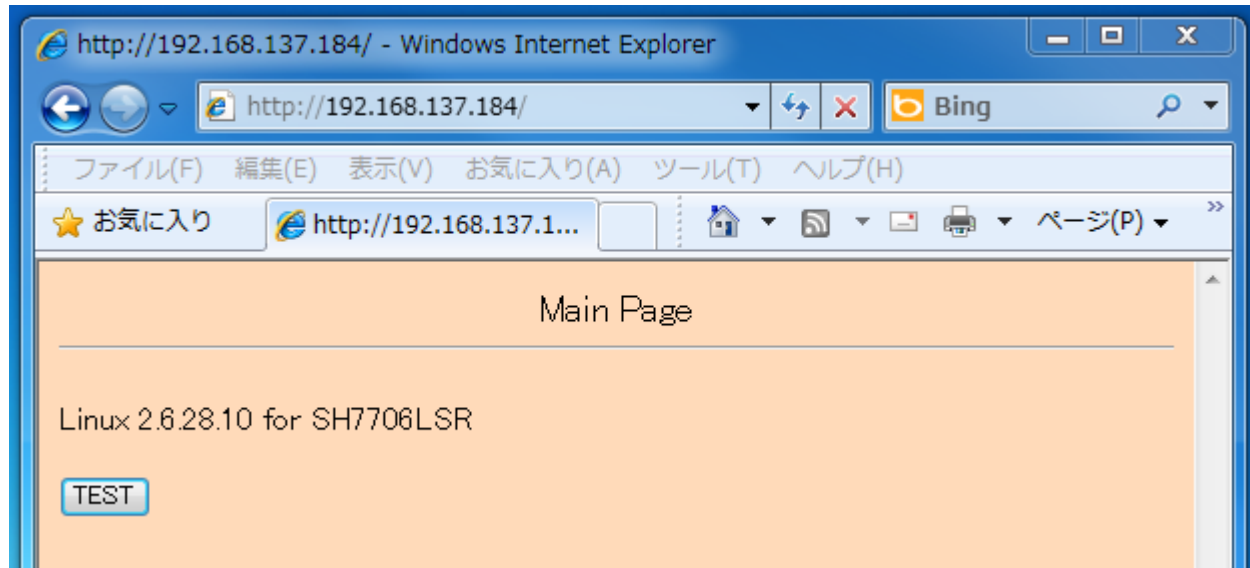 http://192.168.137.184/ - Windows Internet Explorer
http://192.168.137.184/ Bing
ファイル(F) 編集(E) 表示(V) お気に入り(A) ツール(T) ヘルプ(H)
お気に入り http://192.168.137.1... ページ(P) »
Main Page
Linux 2.6.28.10 for SH7706LSR
TEST